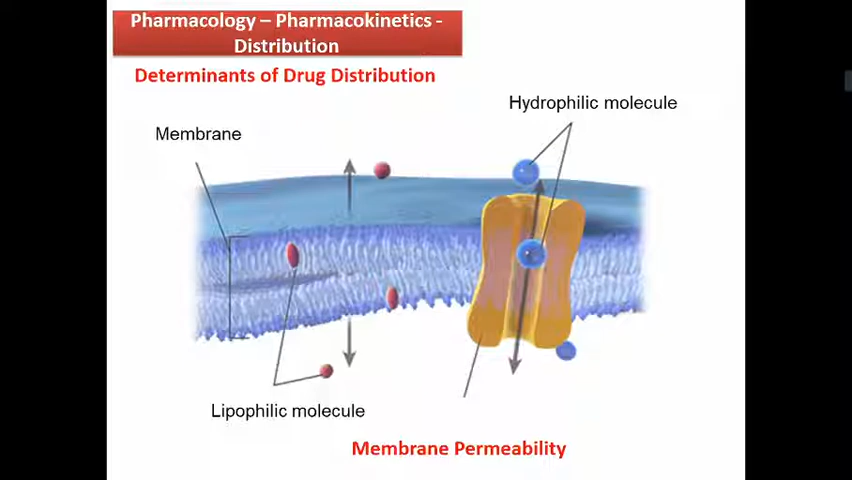 Pharmacology – Pharmacokinetics -
Distribution
Determinants of Drug Distribution
Hydrophilic molecule
Membrane
Lipophilic molecule
Membrane Permeability